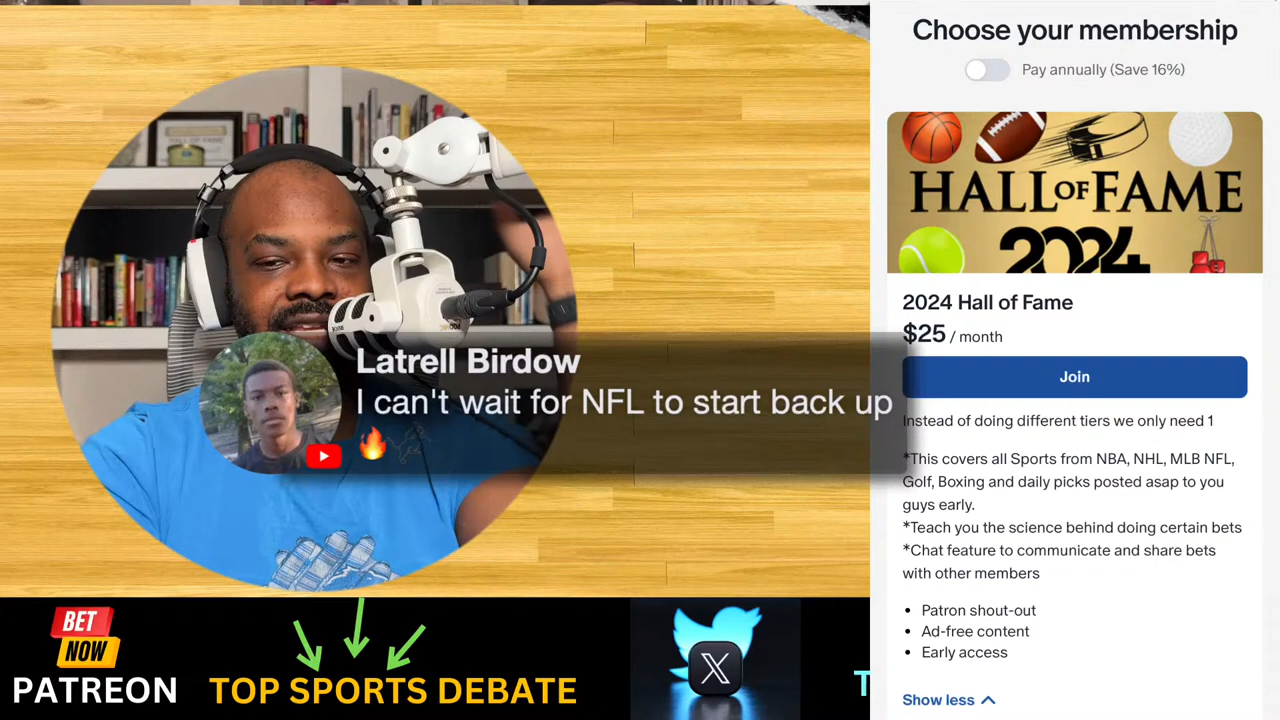 Choose your membership
Pay annually (Save 16%)
HALL OF FAME
2024
2024 Hall of Fame
$25 / month
Join
Instead of doing different tiers we only need 1
*This covers all Sports from NBA, NHL, MLB NFL,
Golf, Boxing and daily picks posted asap to you
guys early.
*Teach you the science behind doing certain bets
*Chat feature to communicate and share bets
with other members
• Patron shout-out
• Ad-free content
• Early access
Show less
Latrell Birdow
I can't wait for NFL to start back up
🔥
BET
NOW
PATREON
TOP SPORTS DEBATE
X
T